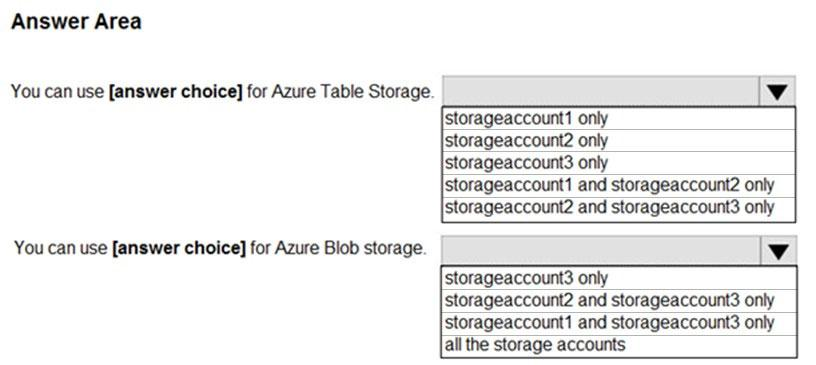 Answer Area
You can use [answer choice] for Azure Table Storage.
storageaccount1 only
storageaccount2 only
storageaccount3 only
storageaccount1 and storageaccount2 only
storageaccount2 and storageaccount3 only
You can use [answer choice] for Azure Blob storage.
storageaccount3 only
storageaccount2 and storageaccount3 only
storageaccount1 and storageaccount3 only
all the storage accounts